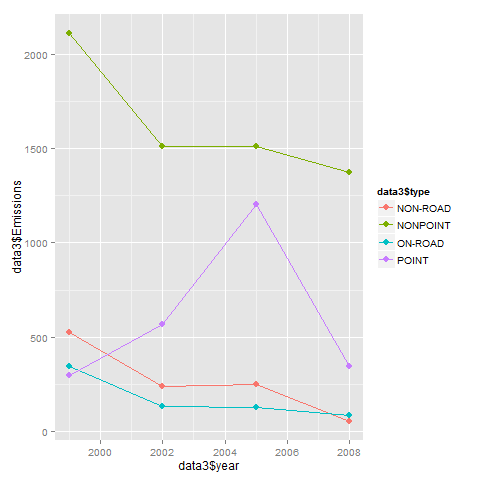 data3$Emissions
2000
1500
1000
500
0
2000
2002
2004
2006
2008
data3$year
data3$type
NON-ROAD
NONPOINT
ON-ROAD
POINT